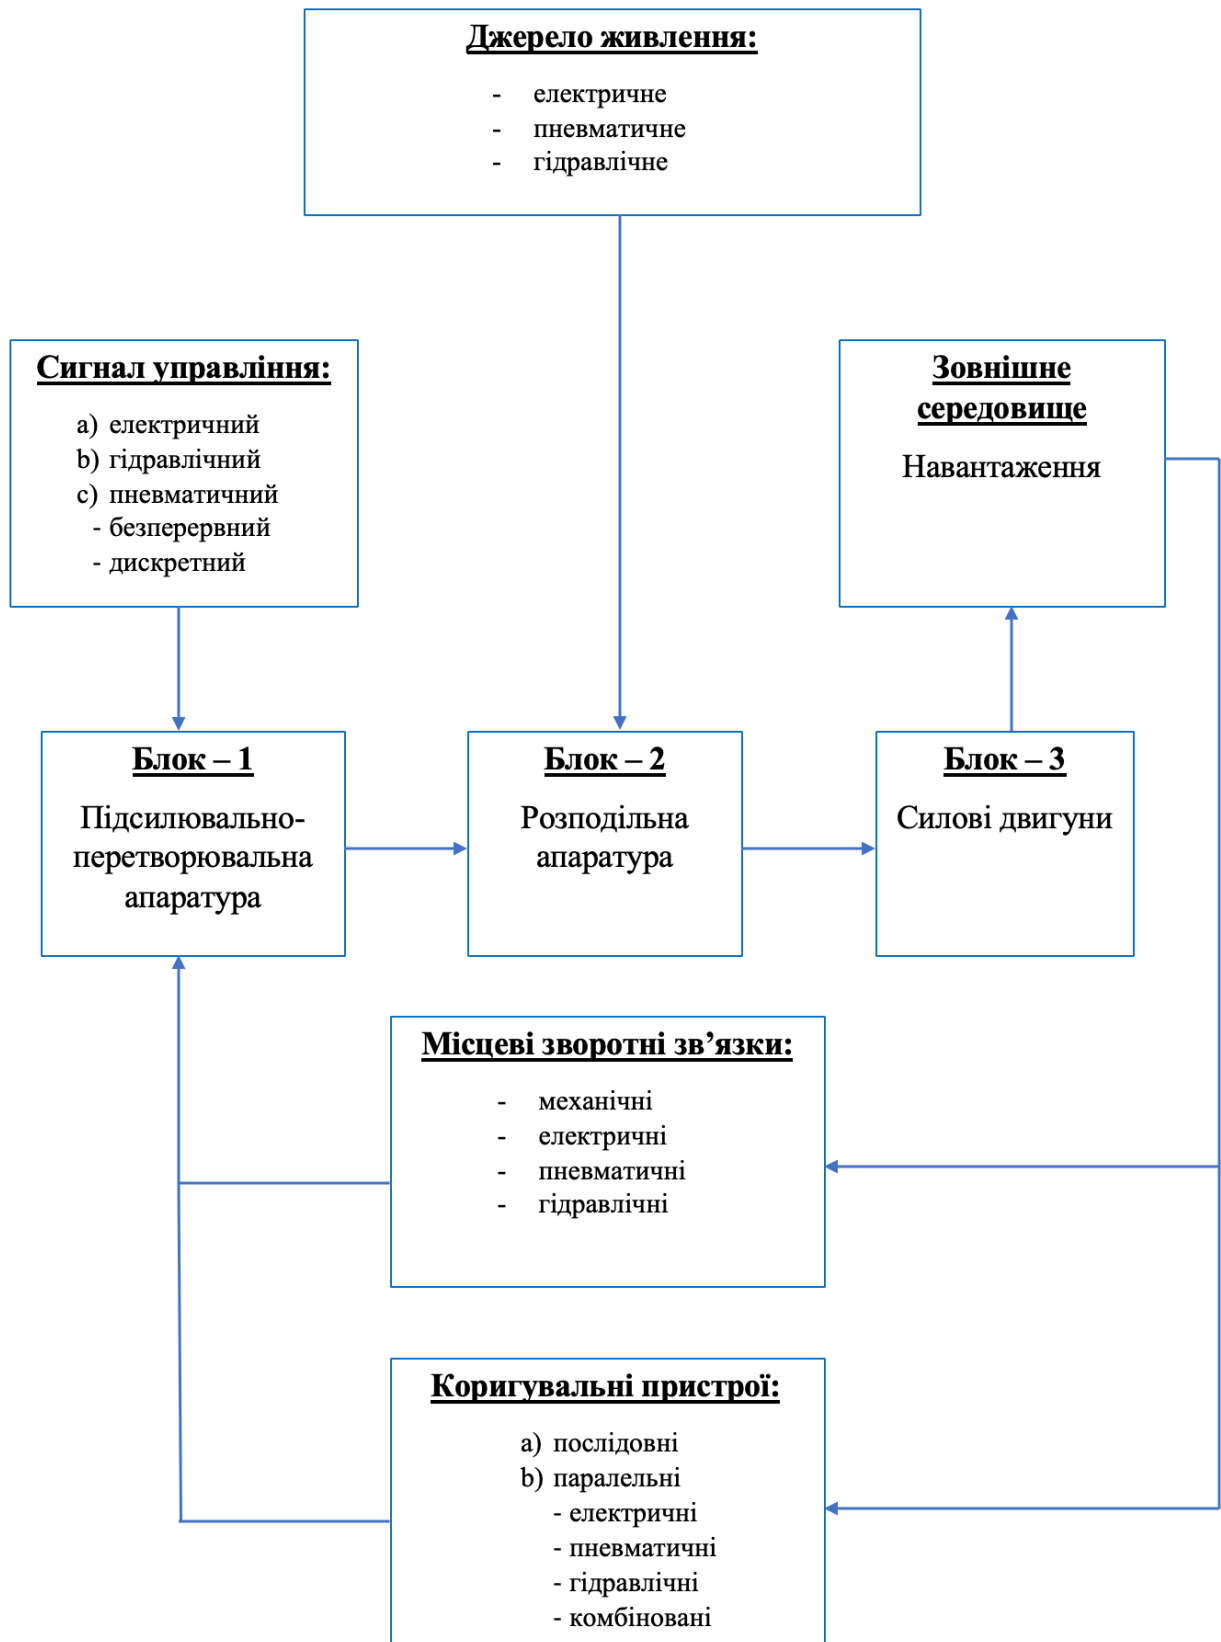 Джерело живлення:
- електричне
- пневматичне
- гідравлічне
Сигнал управління:
a) електричний
b) гідравлічний
c) пневматичний
- безперервний
- дискретний
Зовнішне
середовище
Навантаження
Блок – 1
Підсилювально-
перетворювальна
апаратура
Блок – 2
Розподільна
апаратура
Блок – 3
Силові двигуни
Місцеві зворотні зв’язки:
- механічні
- електричні
- пневматичні
- гідравлічні
Коригувальні пристрої:
a) послідовні
b) паралельні
- електричні
- пневматичні
- гідравлічні
- комбіновані